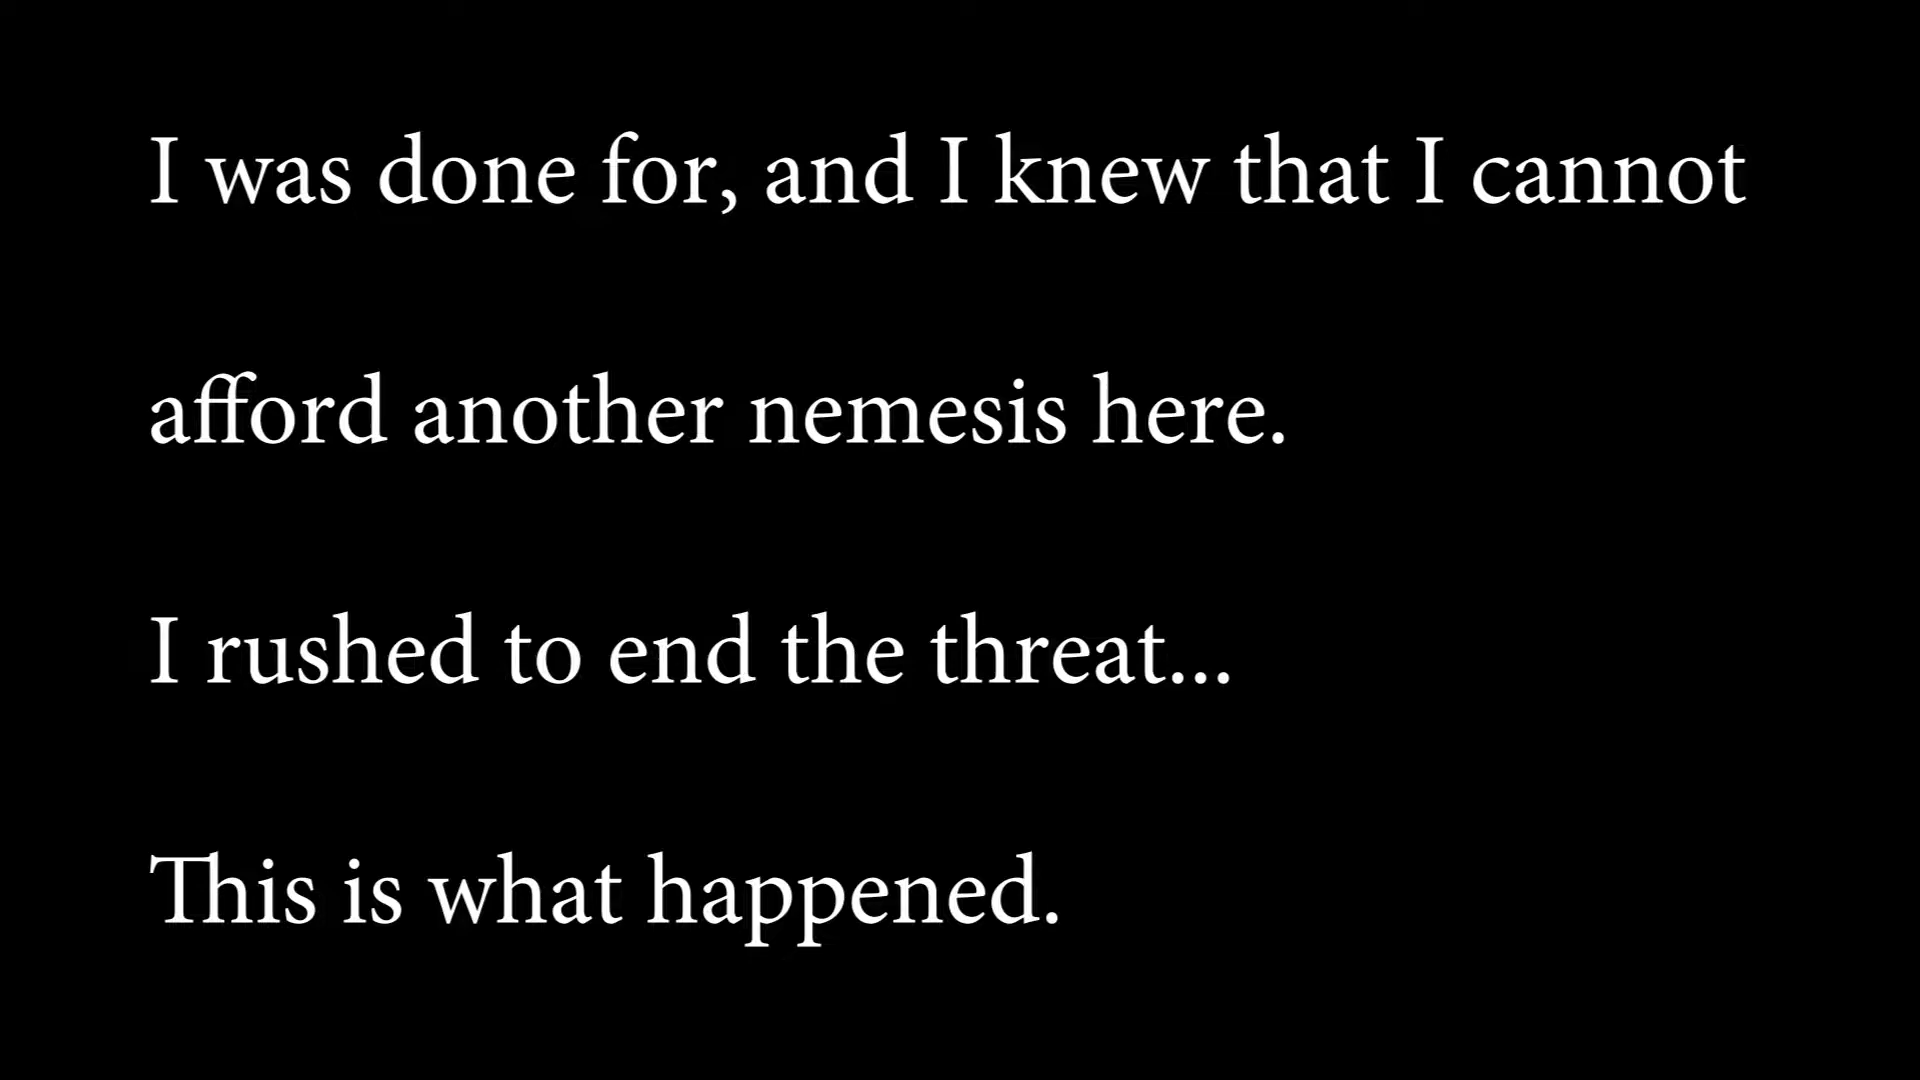 I was done for, and I knew that I cannot
afford another nemesis here.
I rushed to end the threat...
This is what happened.